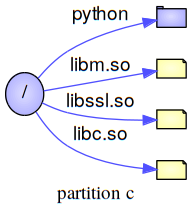 python
libm.so
/
libssl.so
libc.so
partition c